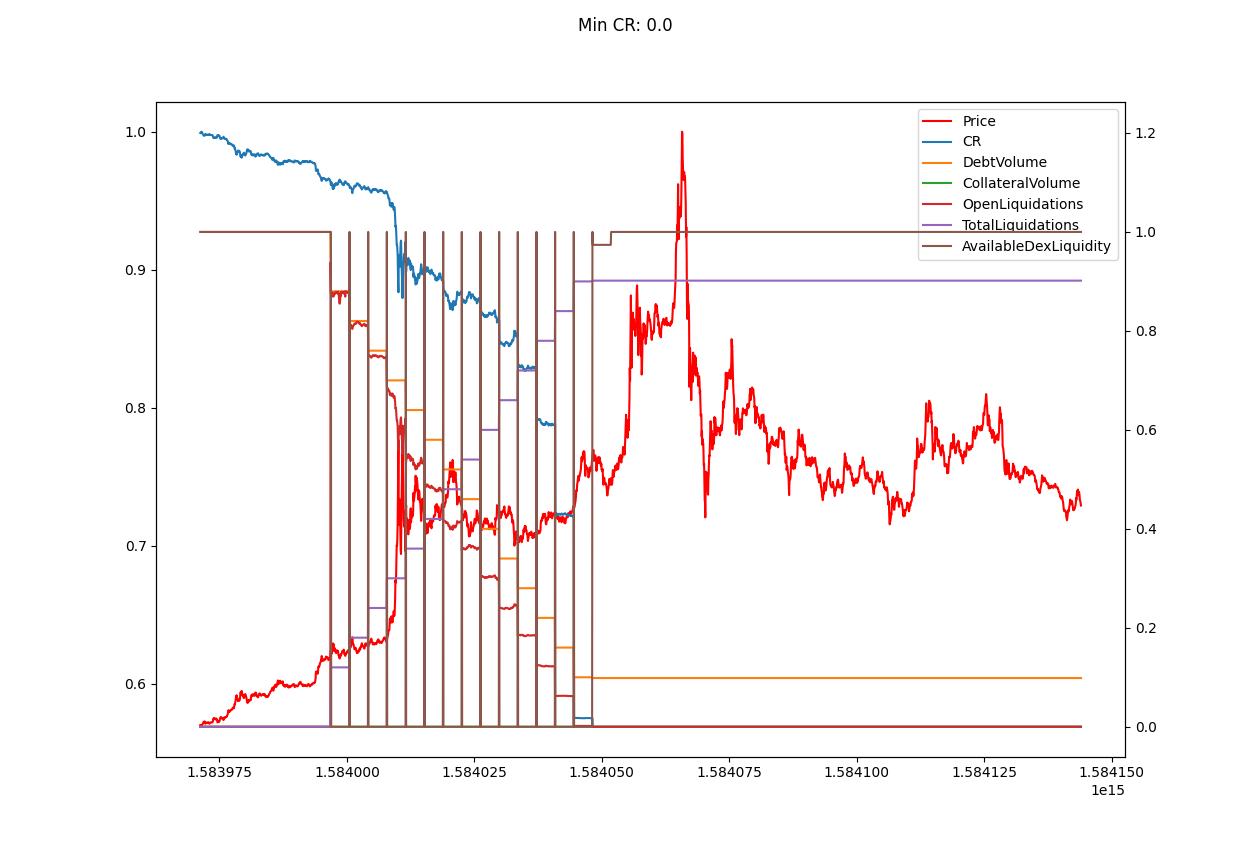 Min CR: 0.0
Price
CR
DebtVolume
CollateralVolume
OpenLiquidations
TotalLiquidations
AvailableDexLiquidity
1.0
0.9
0.8
0.7
0.6
1.2
1.0
0.8
0.6
0.4
0.2
0.0
1.583975 1.584000 1.584025 1.584050 1.584075 1.584100 1.584125 1.584150
1e15